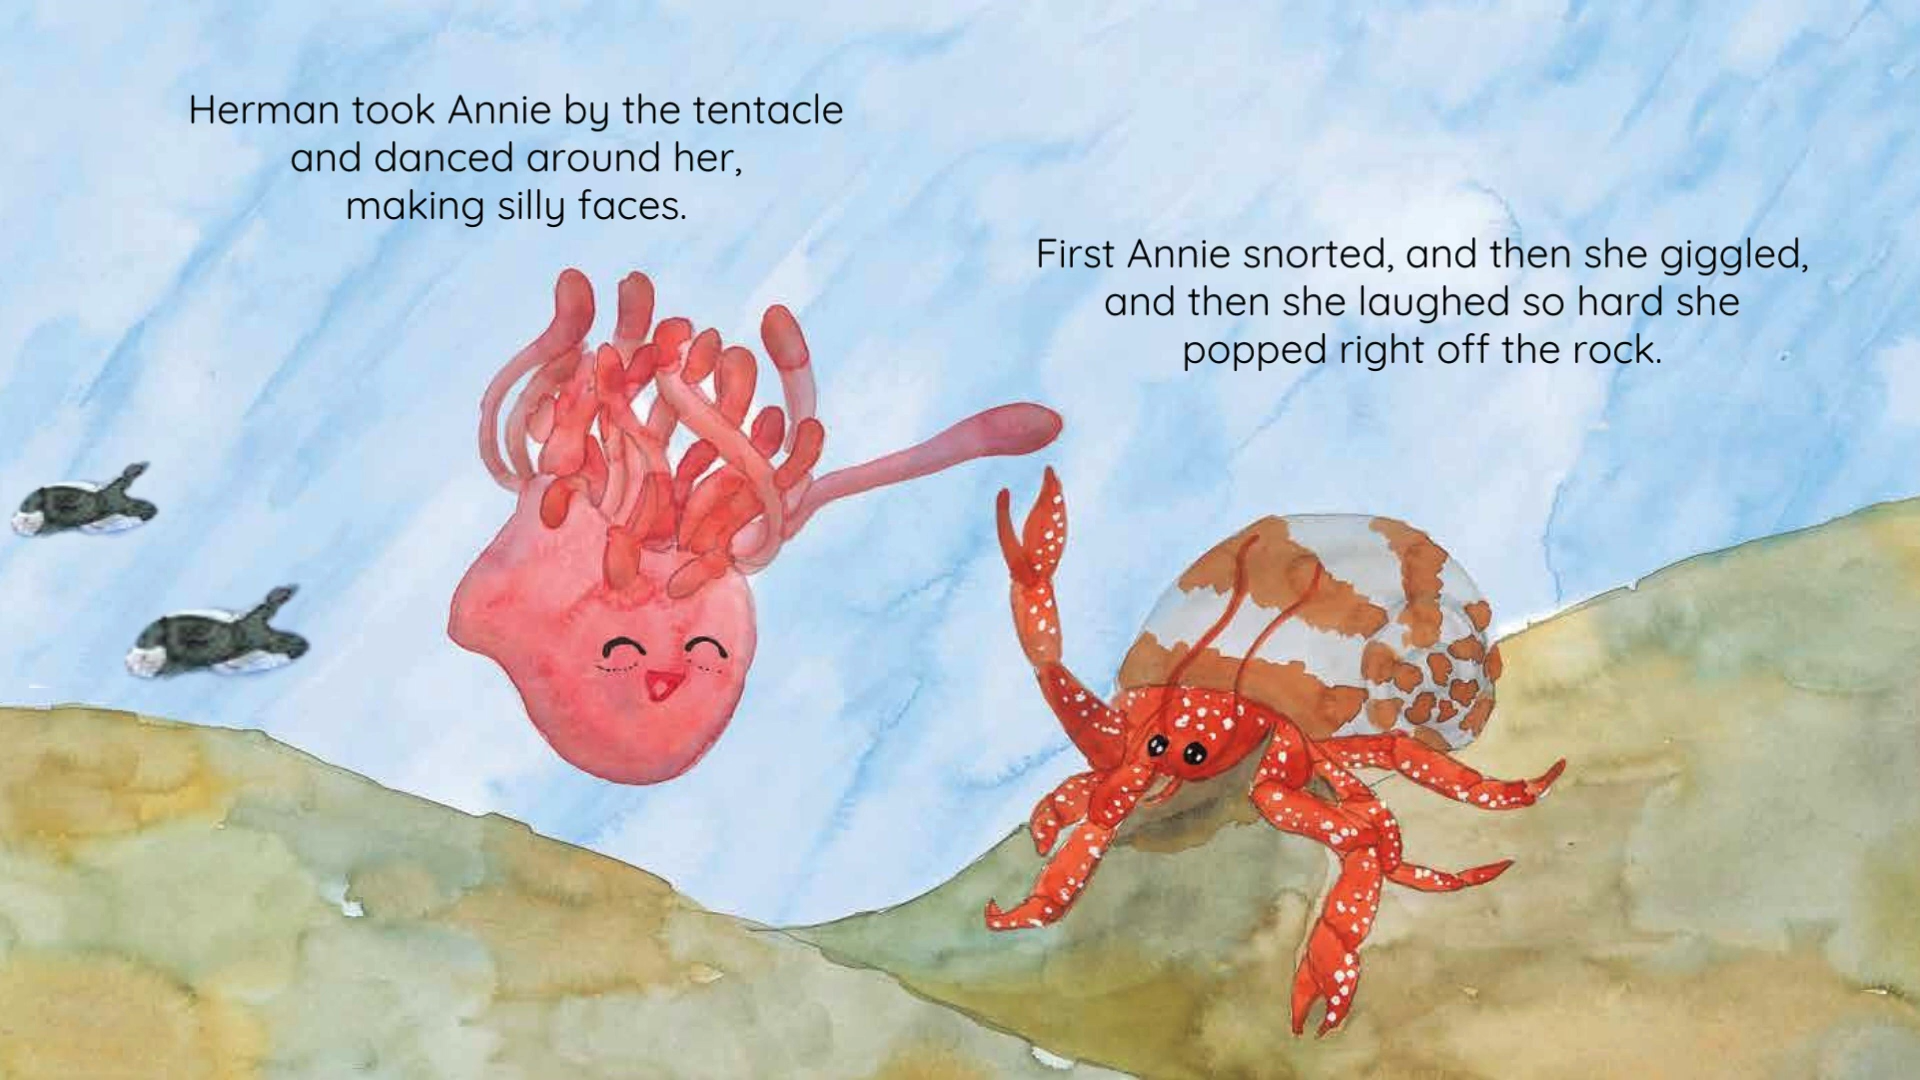 Herman took Annie by the tentacle
and danced around her,
making silly faces.
First Annie snorted, and then she giggled,
and then she laughed so hard she
popped right off the rock.